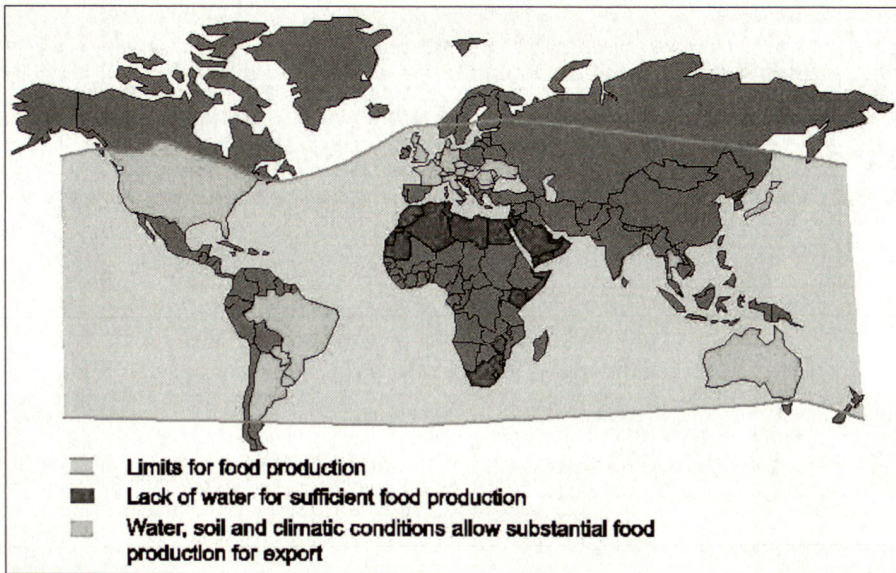 Limits for food production
Lack of water for sufficient food production
Water, soil and climatic conditions allow substantial food
production for export